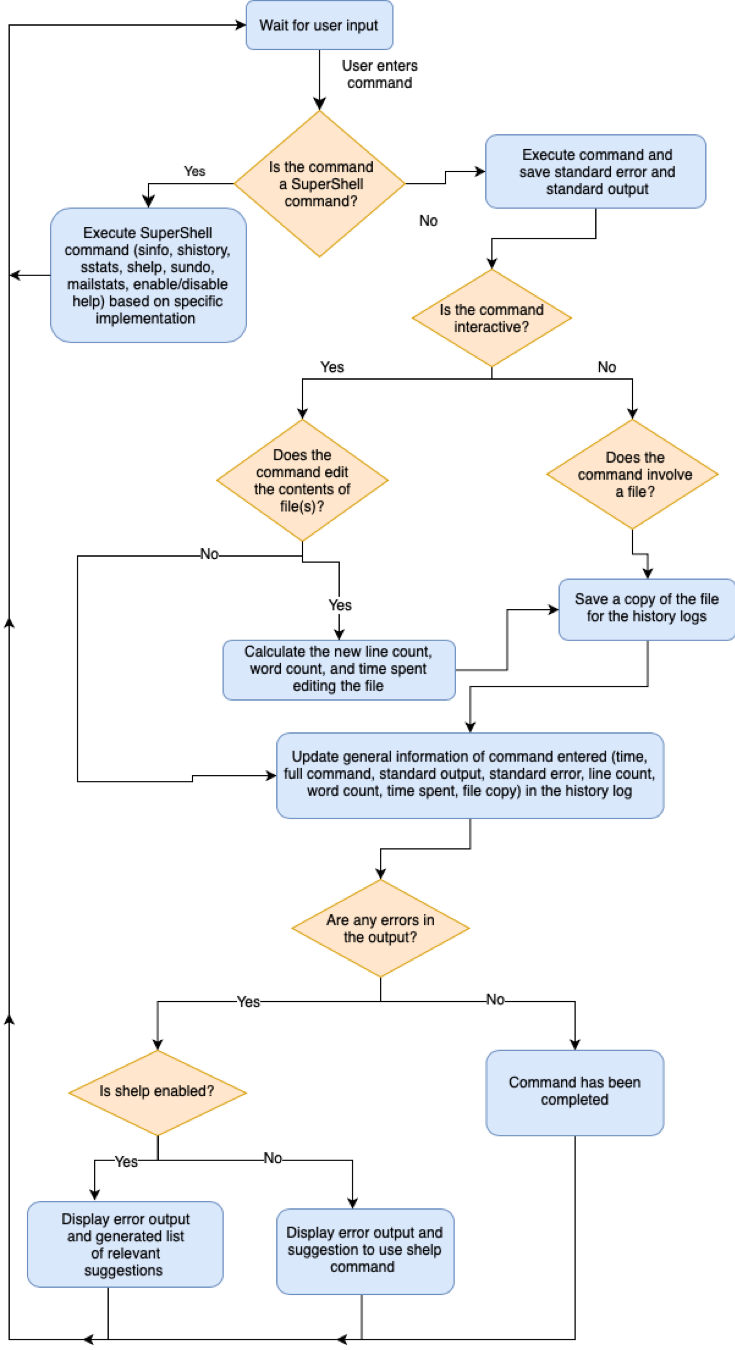 Wait for user input
User enters
command
Is the command
a SuperShell
command?
Yes
No
Execute command and
save standard error and
standard output
Execute SuperShell
command (sinfo, shistory,
sstats, shelp, sundo,
mailstats, enable/disable
help) based on specific
implementation
Is the command
interactive?
Yes
No
Does the
command edit
the contents of
file(s)?
Does the
command involve
a file?
No
Yes
Save a copy of the file
for the history logs
Calculate the new line count,
word count, and time spent
editing the file
Update general information of command entered (time,
full command, standard output, standard error, line count,
word count, time spent, file copy) in the history log
Are any errors in
the output?
Yes
No
Is shelp enabled?
Command has been
completed
Yes
No
Display error output
and generated list
of relevant
suggestions
Display error output and
suggestion to use shelp
command